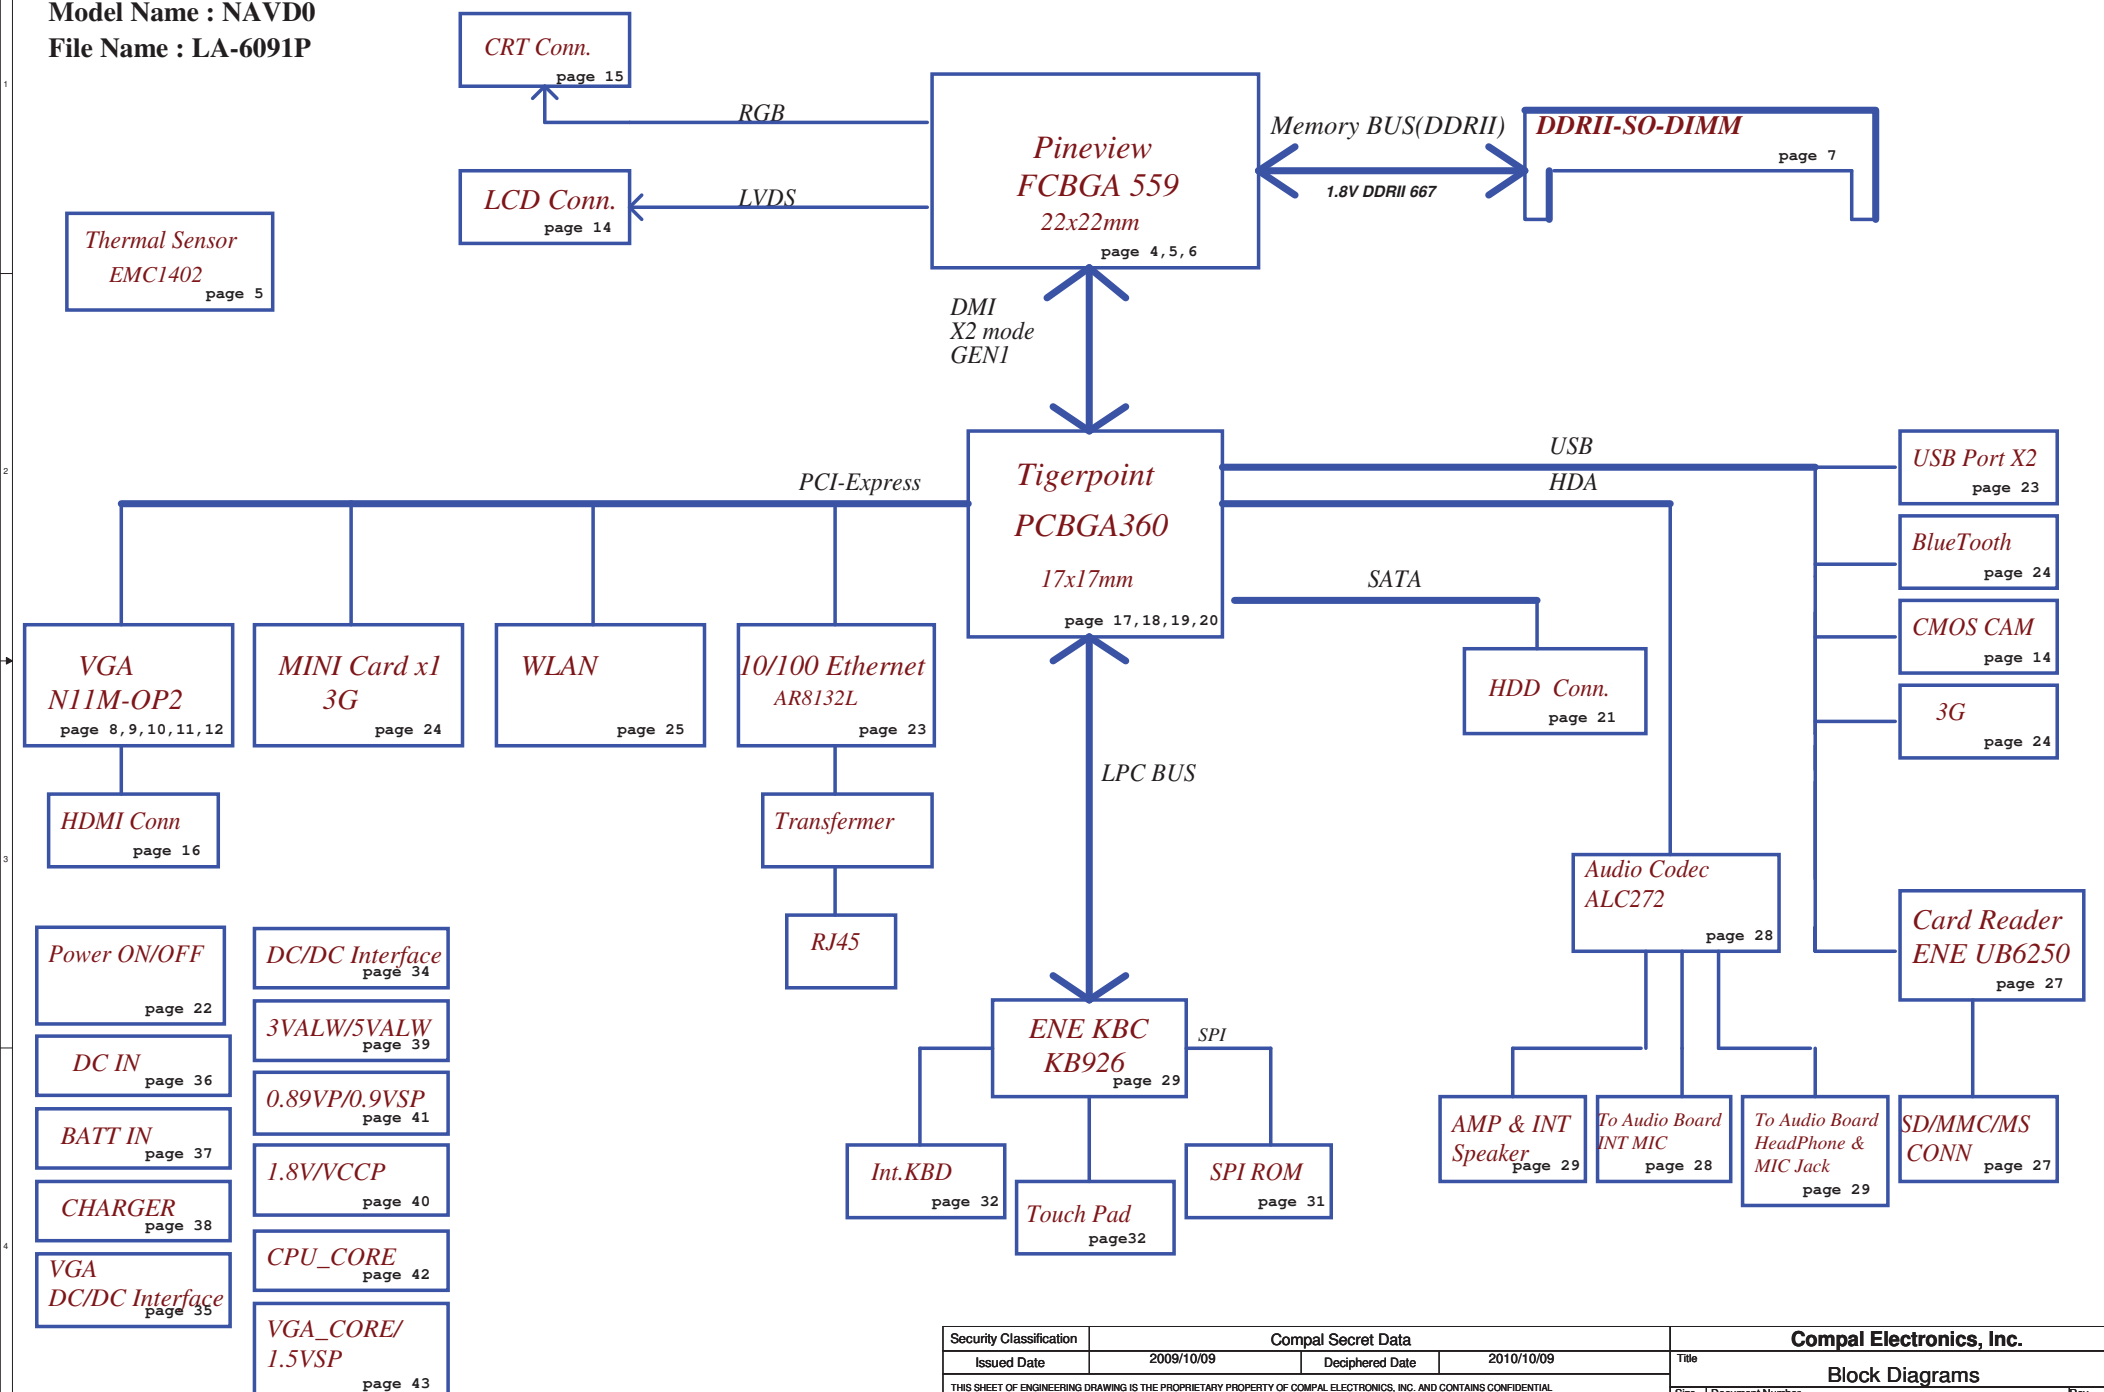 Model Name : NAVD0
File Name : LA-6091P
CRT Conn.
page 15
RGB
LCD Conn.
page 14
LVDS
Pineview
FCBGA 559
22x22mm
page 4,5,6
Memory BUS(DDRII)
1.8V DDRII 667
DDRII-SO-DIMM
page 7
Thermal Sensor
EMC1402
page 5
DMI
X2 mode
GEN1
Tigerpoint
PCBGA360
17x17mm
page 17,18,19,20
PCI-Express
USB
HDA
SATA
USB Port X2
page 23
BlueTooth
page 24
CMOS CAM
page 14
3G
page 24
VGA
N11M-OP2
page 8,9,10,11,12
MINI Card x1
3G
page 24
WLAN
page 25
10/100 Ethernet
AR8132L
page 23
HDD Conn.
page 21
LPC BUS
HDMI Conn
page 16
Transfermer
RJ45
Audio Codec
ALC272
page 28
Card Reader
ENE UB6250
page 27
Power ON/OFF
page 22
DC IN
page 36
BATT IN
page 37
CHARGER
page 38
VGA
DC/DC Interface
page 35
DC/DC Interface
page 34
3VALW/5VALW
page 39
0.89VP/0.9VSP
page 41
1.8V/VCCP
page 40
CPU_CORE
page 42
VGA_CORE/
1.5VSP
page 43
ENE KBC
KB926
page 29
SPI
Int.KBD
page 32
Touch Pad
page32
SPI ROM
page 31
AMP & INT
Speaker
page 29
To Audio Board
INT MIC
page 28
To Audio Board
HeadPhone &
MIC Jack
page 29
SD/MMC/MS
CONN
page 27
1
2
3
4
Security Classification
Compal Secret Data
Issued Date
2009/10/09
Deciphered Date
2010/10/09
THIS SHEET OF ENGINEERING DRAWING IS THE PROPRIETARY PROPERTY OF COMPAL ELECTRONICS, INC. AND CONTAINS CONFIDENTIAL
Compal Electronics, Inc.
Title
Block Diagrams